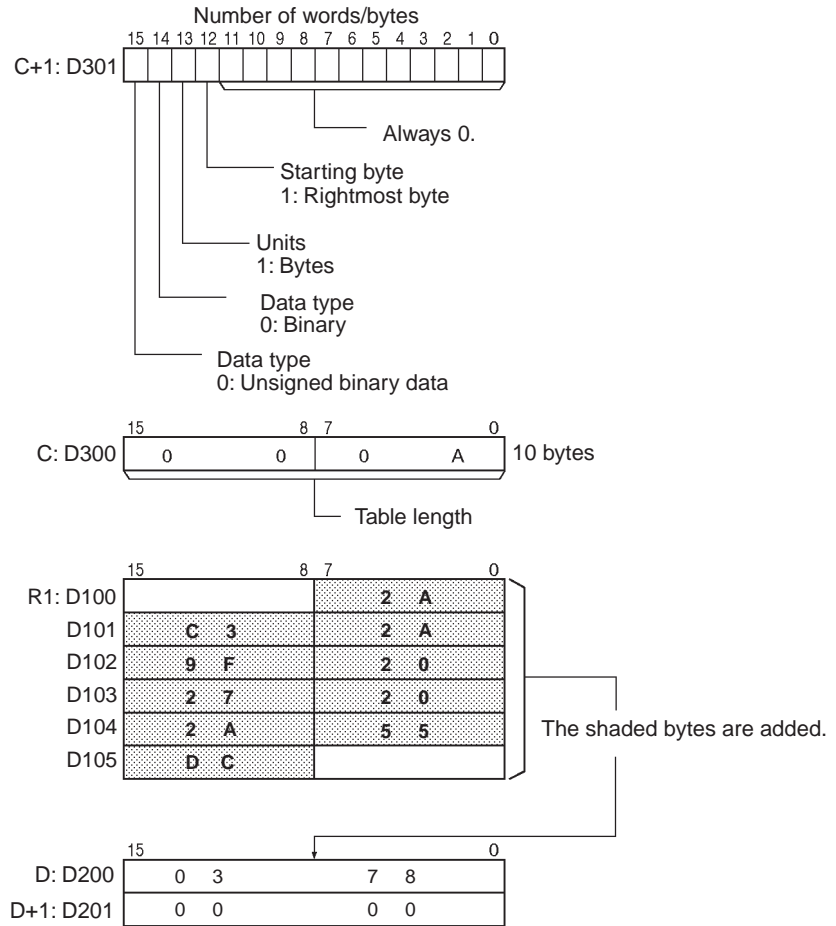 Number of words/bytes
15 14 13 12 11 10 9 8 7 6 5 4 3 2 1 0
C+1: D301
Always 0.
Starting byte
1: Rightmost byte
Units
1: Bytes
Data type
0: Binary
Data type
0: Unsigned binary data
15 8 7 0
C: D300 0 0 0 A 10 bytes
Table length
15 8 7 0
R1: D100 2 A
D101 C 3 2 A
D102 9 F 2 0
D103 2 7 2 0
D104 2 A 5 5
The shaded bytes are added.
D105 D C
15 0
D: D200 0 3 7 8
D+1: D201 0 0 0 0